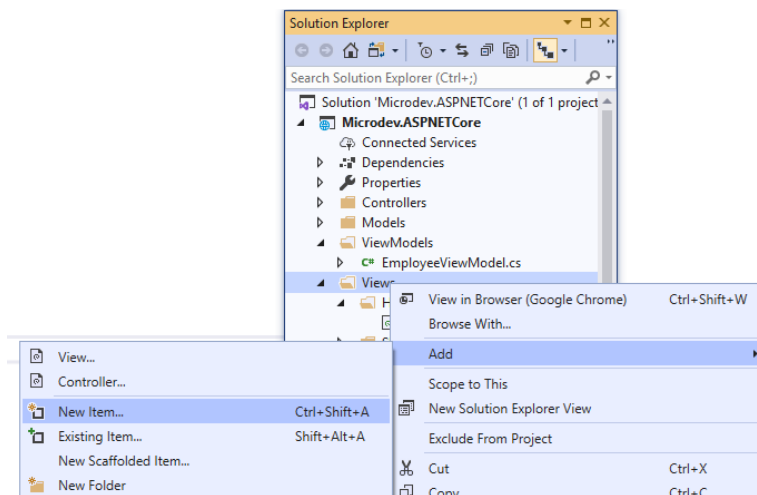 Solution Explorer
Search Solution Explorer (Ctrl+;)
Solution 'Microdev.ASPNETCore' (1 of 1 project
Microdev.ASPNETCore
Connected Services
Dependencies
Properties
Controllers
Models
ViewModels
C# EmployeeViewModel.cs
Views
H
View in Browser (Google Chrome) Ctrl+Shift+W
Browse With...
Add
Scope to This
New Solution Explorer View
Exclude From Project
Cut Ctrl+X
Copy Ctrl+C
View...
Controller...
New Item... Ctrl+Shift+A
Existing Item... Shift+Alt+A
New Scaffolded Item...
New Folder